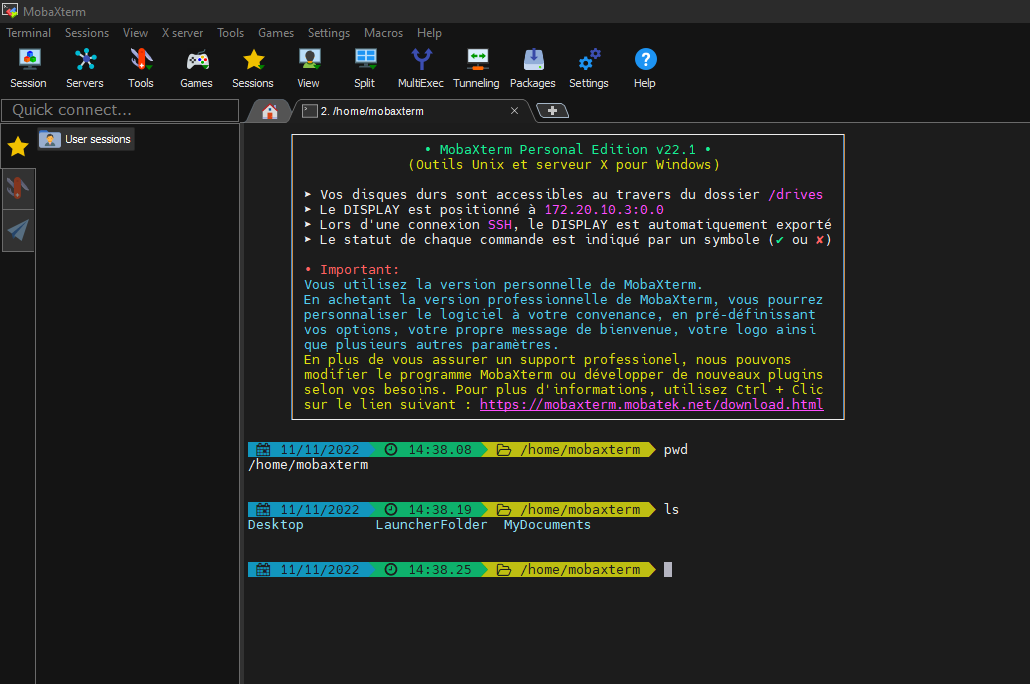 MobaXterm
Terminal Sessions View X server Tools Games Settings Macros Help
Session Servers Tools Games Sessions View Split MultiExec Tunneling Packages Settings Help
Quick connect...
2. /home/mobaxterm
User sessions
• MobaXterm Personal Edition v22.1 •
(Outils Unix et serveur X pour Windows)
➤ Vos disques durs sont accessibles au travers du dossier /drives
➤ Le DISPLAY est positionné à 172.20.10.3:0.0
➤ Lors d'une connexion SSH, le DISPLAY est automatiquement exporté
➤ Le statut de chaque commande est indiqué par un symbole (✔ ou ✘)
• Important:
Vous utilisez la version personnelle de MobaXterm.
En achetant la version professionnelle de MobaXterm, vous pourrez
personnaliser le logiciel à votre convenance, en pré-définissant
vos options, votre propre message de bienvenue, votre logo ainsi
que plusieurs autres paramètres.
En plus de vous assurer un support professionel, nous pouvons
modifier le programme MobaXterm ou développer de nouveaux plugins
selon vos besoins. Pour plus d'informations, utilisez Ctrl + Clic
sur le lien suivant : https://mobaxterm.mobatek.net/download.html
11/11/2022 14:38.08 /home/mobaxterm pwd
/home/mobaxterm
11/11/2022 14:38.19 /home/mobaxterm ls
Desktop LauncherFolder MyDocuments
11/11/2022 14:38.25 /home/mobaxterm